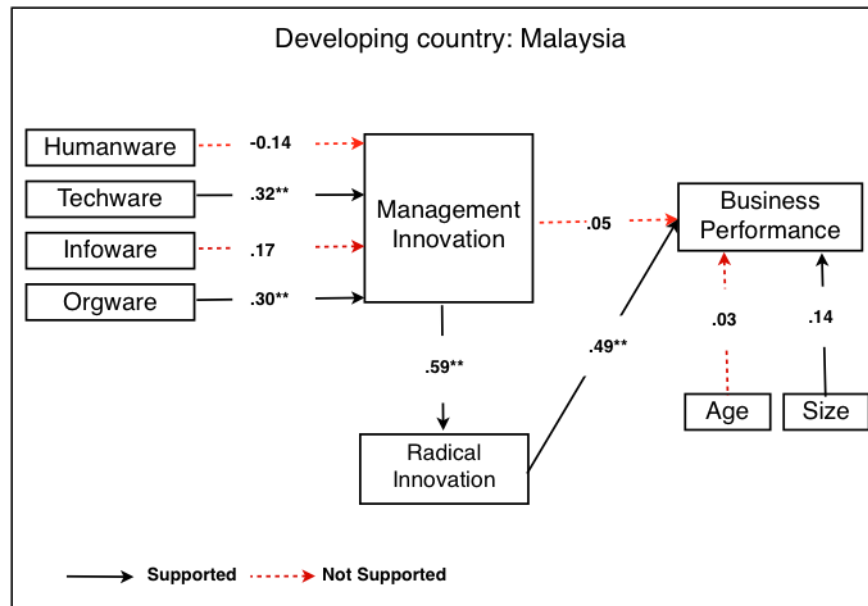 Developing country: Malaysia
Humanware
-0.14
Techware
.32**
Infoware
.17
Orgware
.30**
Management
Innovation
.05
Business
Performance
.59**
.49**
.03
.14
Age
Size
Radical
Innovation
Supported
Not Supported